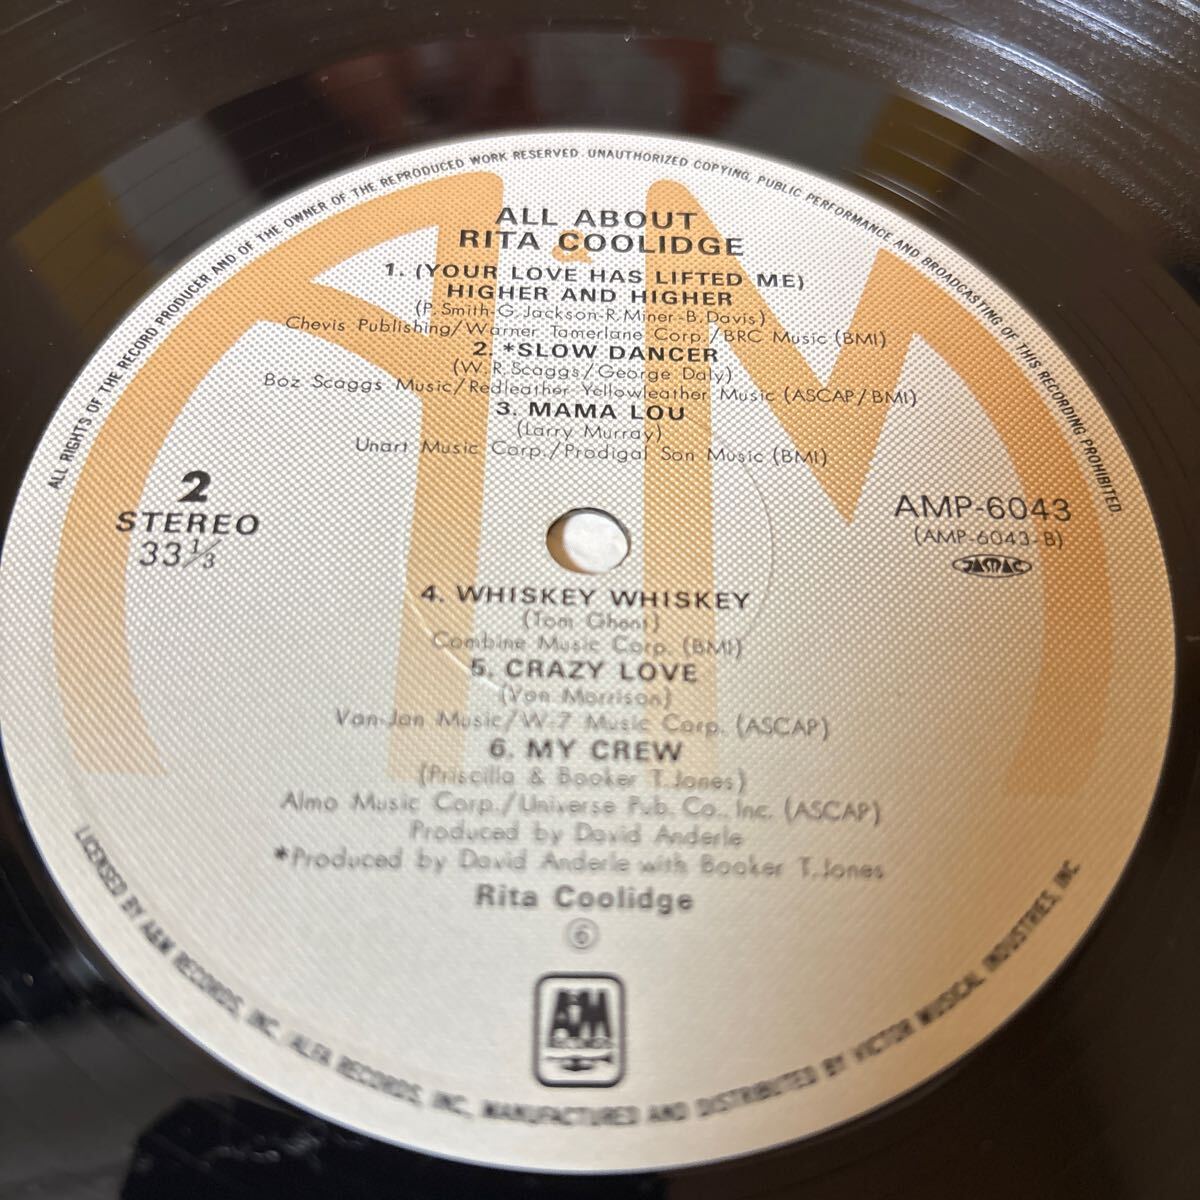 ALL RIGHTS OF THE RECORD PRODUCER AND OF THE OWNER OF THE REPRODUCED WORK RESERVED. UNAUTHORIZED COPYING, PUBLIC PERFORMANCE AND BROADCASTING OF THIS RECORDING PROHIBITED
ALL ABOUT
RITA COOLIDGE
1. (YOUR LOVE HAS LIFTED ME)
HIGHER AND HIGHER
(P. Smith-G. Jackson-R. Miner-B. Davis)
Chevis Publishing/Warner Tamerlane Corp./BRC Music (BMI)
2. *SLOW DANCER
(W. R. Scaggs/George Daly)
Boz Scaggs Music/Redleather Yellowleather Music (ASCAP/BMI)
3. MAMA LOU
(Larry Murray)
Unart Music Corp./Prodigal Son Music (BMI)
2
STEREO
33 1/3
AMP-6043
(AMP-6043-B)
JASRAC
4. WHISKEY WHISKEY
(Tom Ghent)
Combine Music Corp. (BMI)
5. CRAZY LOVE
(Van Morrison)
Van-Jan Music/W-7 Music Corp. (ASCAP)
6. MY CREW
(Priscilla & Booker T. Jones)
Almo Music Corp./Universe Pub. Co., Inc. (ASCAP)
Produced by David Anderle
*Produced by David Anderle with Booker T. Jones
Rita Coolidge
⑥
A&M
RECORDS
LICENSED BY A&M RECORDS, INC. /ALFA RECORDS, INC. MANUFACTURED AND DISTRIBUTED BY VICTOR MUSICAL INDUSTRIES, INC.